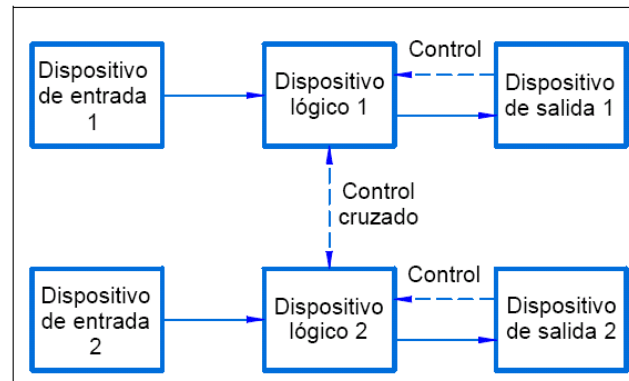 Control
Dispositivo
de entrada
1
Dispositivo
lógico 1
Dispositivo
de salida 1
Control
cruzado
Control
Dispositivo
de entrada
2
Dispositivo
lógico 2
Dispositivo
de salida 2